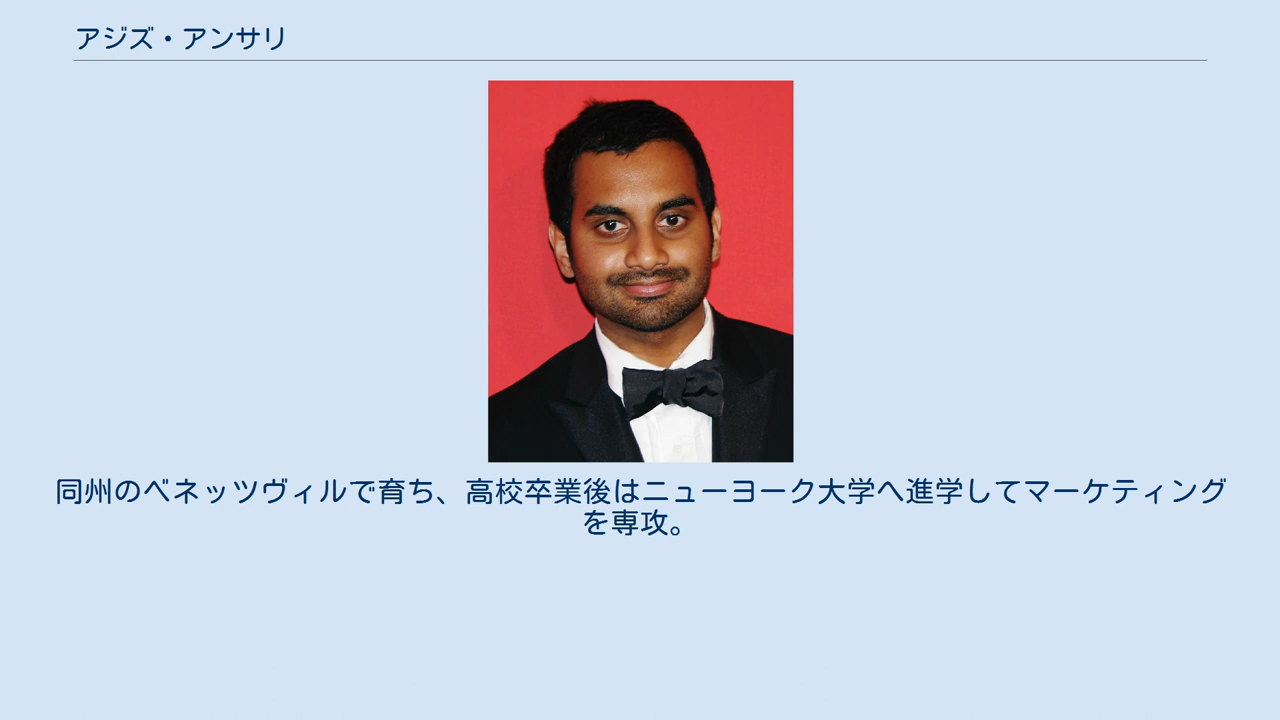 アジズ・アンサリ
同州のベネッツヴィルで育ち、高校卒業後はニューヨーク大学へ進学してマーケティング
を専攻。